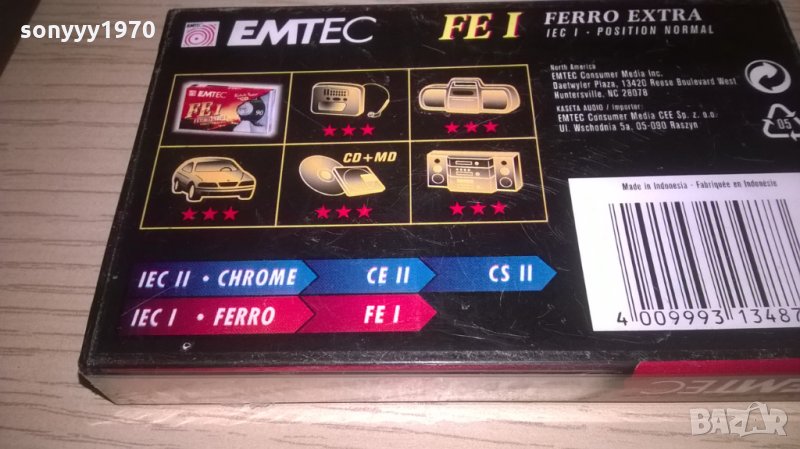 sonyyy1970
EMTEC
FE I
FERRO EXTRA
IEC I · POSITION NORMAL
North America
EMTEC Consumer Media Inc.
Daetwyler Plaza, 13420 Reese Boulevard West
Huntersville, NC 28078
KASETA AUDIO / Importer:
EMTEC Consumer Media CEE Sp. z o.o.
Ul. Wschodnia 5a, 05-090 Raszyn
05
EMTEC
FE I
90
★★★
★★★
CD+MD
★★★
★★★
★★★
Made in Indonesia - Fabriquée en Indonésie
IEC II · CHROME
CE II
CS II
IEC I · FERRO
FE I
4 009993 13487
EMTEC
BAZAR